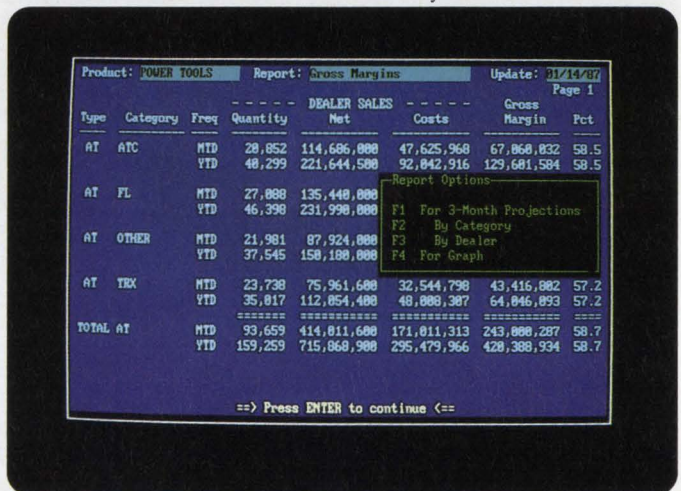 Product: POWER TOOLS Report: Gross Margins Update: 01/14/87
Page 1
- - - - - DEALER SALES - - - - - Gross
Type Category Freq Quantity Net Costs Margin Pct
AT ATC MTD 20,852 114,686,000 47,625,968 67,060,032 58.5
YTD 40,299 221,644,500 92,042,916 129,601,584 58.5
AT FL MTD 27,088 135,440,000
YTD 46,398 231,990,000
AT OTHER MTD 21,981 87,924,000
YTD 37,545 150,180,000
Report Options
F1 For 3-Month Projections
F2 By Category
F3 By Dealer
F4 For Graph
AT TRX MTD 23,738 75,961,600 32,544,798 43,416,802 57.2
YTD 35,017 112,054,400 48,008,307 64,046,093 57.2
TOTAL AT MTD 93,659 414,011,600 171,011,313 243,000,287 58.7
YTD 159,259 715,868,900 295,479,966 420,388,934 58.7
==> Press ENTER to continue <==